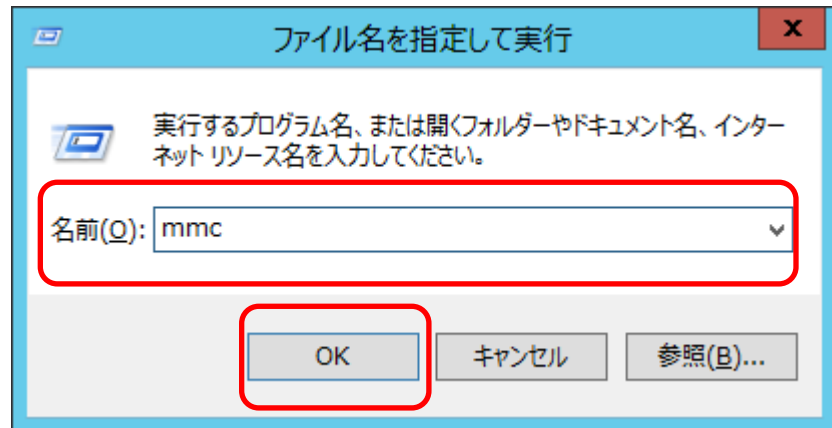 ファイル名を指定して実行
x
実行するプログラム名、または開くフォルダーやドキュメント名、インター
ネット リソース名を入力してください。
名前(O): mmc
OK キャンセル 参照(B)...